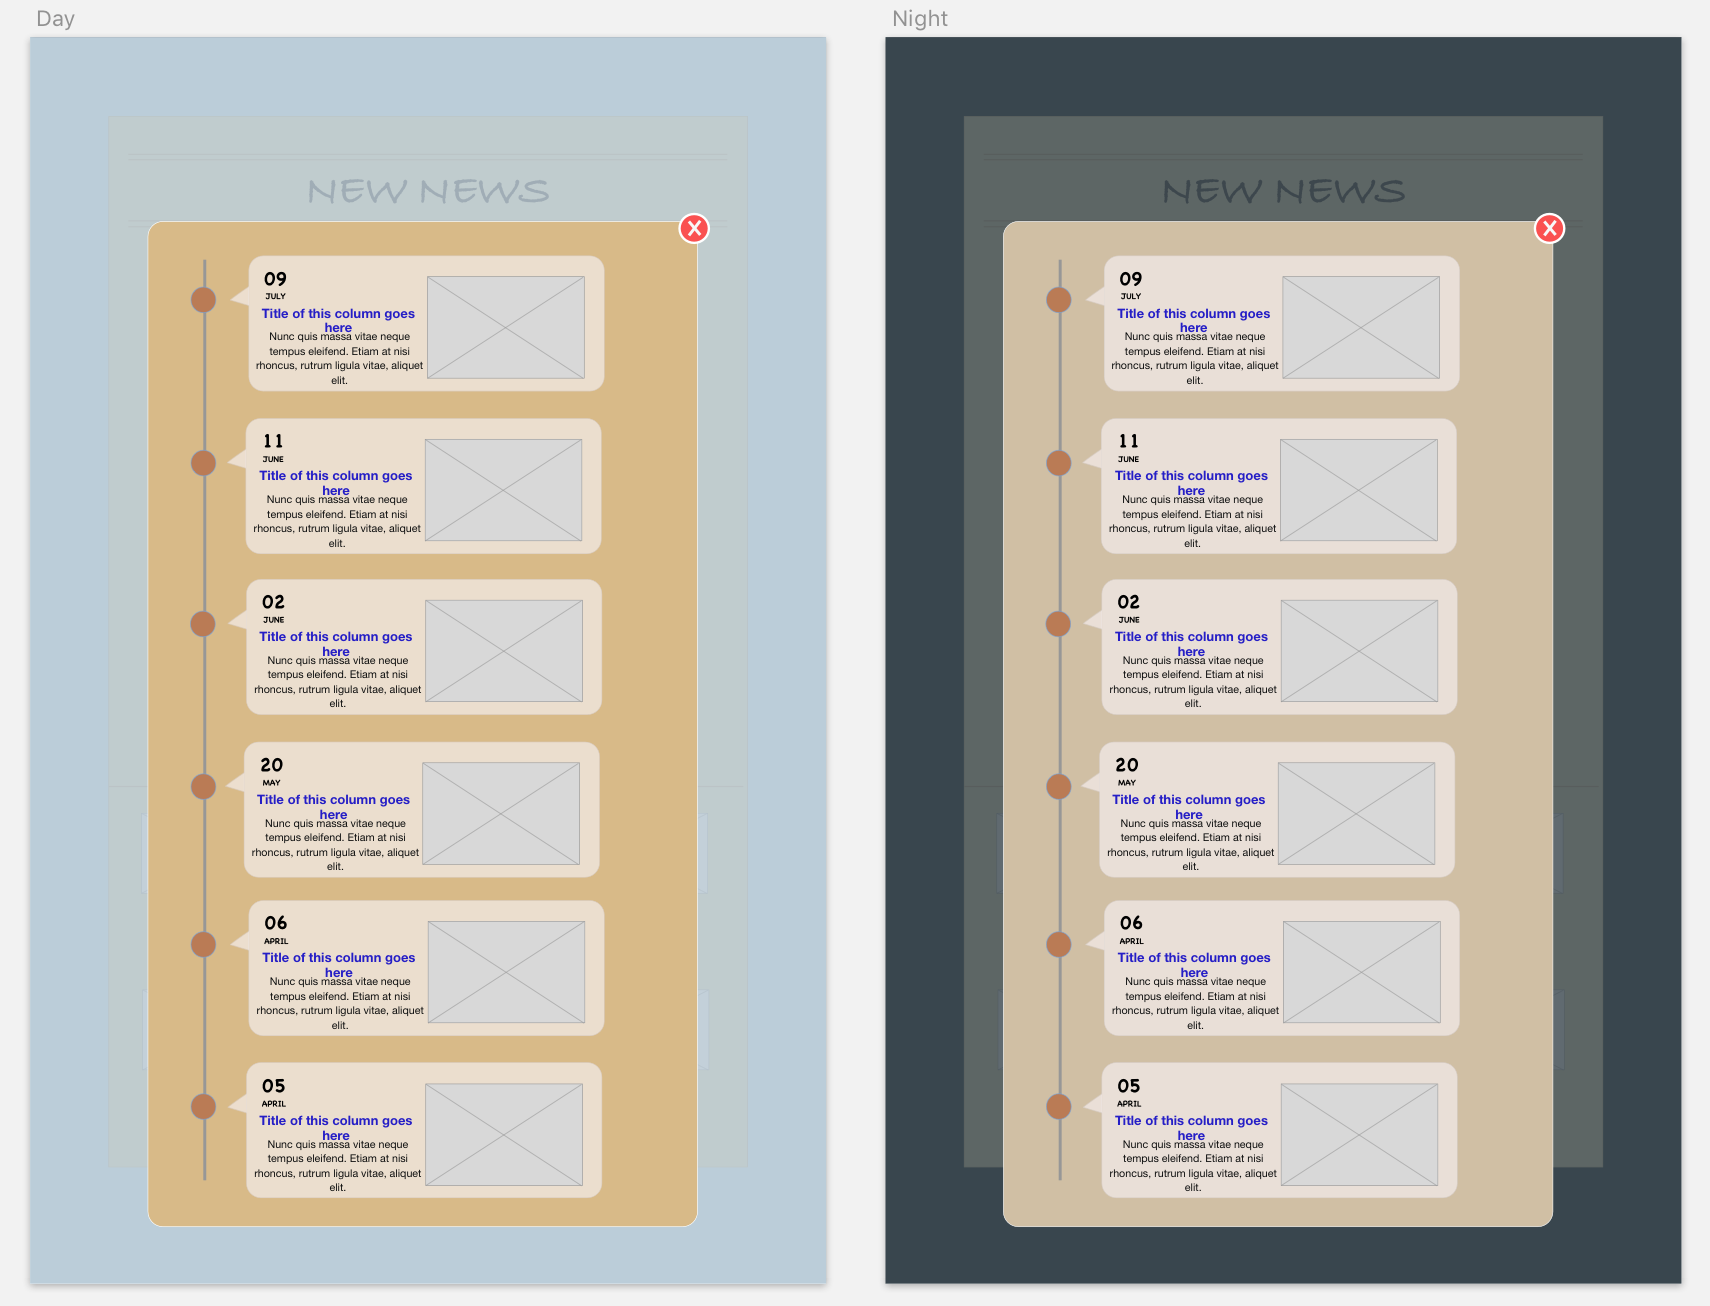 Day
NEW NEWS
X
09
JULY
Title of this column goes
here
Nunc quis massa vitae neque
tempus eleifend. Etiam at nisi
rhoncus, rutrum ligula vitae, aliquet
elit.
11
JUNE
Title of this column goes
here
Nunc quis massa vitae neque
tempus eleifend. Etiam at nisi
rhoncus, rutrum ligula vitae, aliquet
elit.
02
JUNE
Title of this column goes
here
Nunc quis massa vitae neque
tempus eleifend. Etiam at nisi
rhoncus, rutrum ligula vitae, aliquet
elit.
20
MAY
Title of this column goes
here
Nunc quis massa vitae neque
tempus eleifend. Etiam at nisi
rhoncus, rutrum ligula vitae, aliquet
elit.
06
APRIL
Title of this column goes
here
Nunc quis massa vitae neque
tempus eleifend. Etiam at nisi
rhoncus, rutrum ligula vitae, aliquet
elit.
05
APRIL
Title of this column goes
here
Nunc quis massa vitae neque
tempus eleifend. Etiam at nisi
rhoncus, rutrum ligula vitae, aliquet
elit.
Night
NEW NEWS
X
09
JULY
Title of this column goes
here
Nunc quis massa vitae neque
tempus eleifend. Etiam at nisi
rhoncus, rutrum ligula vitae, aliquet
elit.
11
JUNE
Title of this column goes
here
Nunc quis massa vitae neque
tempus eleifend. Etiam at nisi
rhoncus, rutrum ligula vitae, aliquet
elit.
02
JUNE
Title of this column goes
here
Nunc quis massa vitae neque
tempus eleifend. Etiam at nisi
rhoncus, rutrum ligula vitae, aliquet
elit.
20
MAY
Title of this column goes
here
Nunc quis massa vitae neque
tempus eleifend. Etiam at nisi
rhoncus, rutrum ligula vitae, aliquet
elit.
06
APRIL
Title of this column goes
here
Nunc quis massa vitae neque
tempus eleifend. Etiam at nisi
rhoncus, rutrum ligula vitae, aliquet
elit.
05
APRIL
Title of this column goes
here
Nunc quis massa vitae neque
tempus eleifend. Etiam at nisi
rhoncus, rutrum ligula vitae, aliquet
elit.